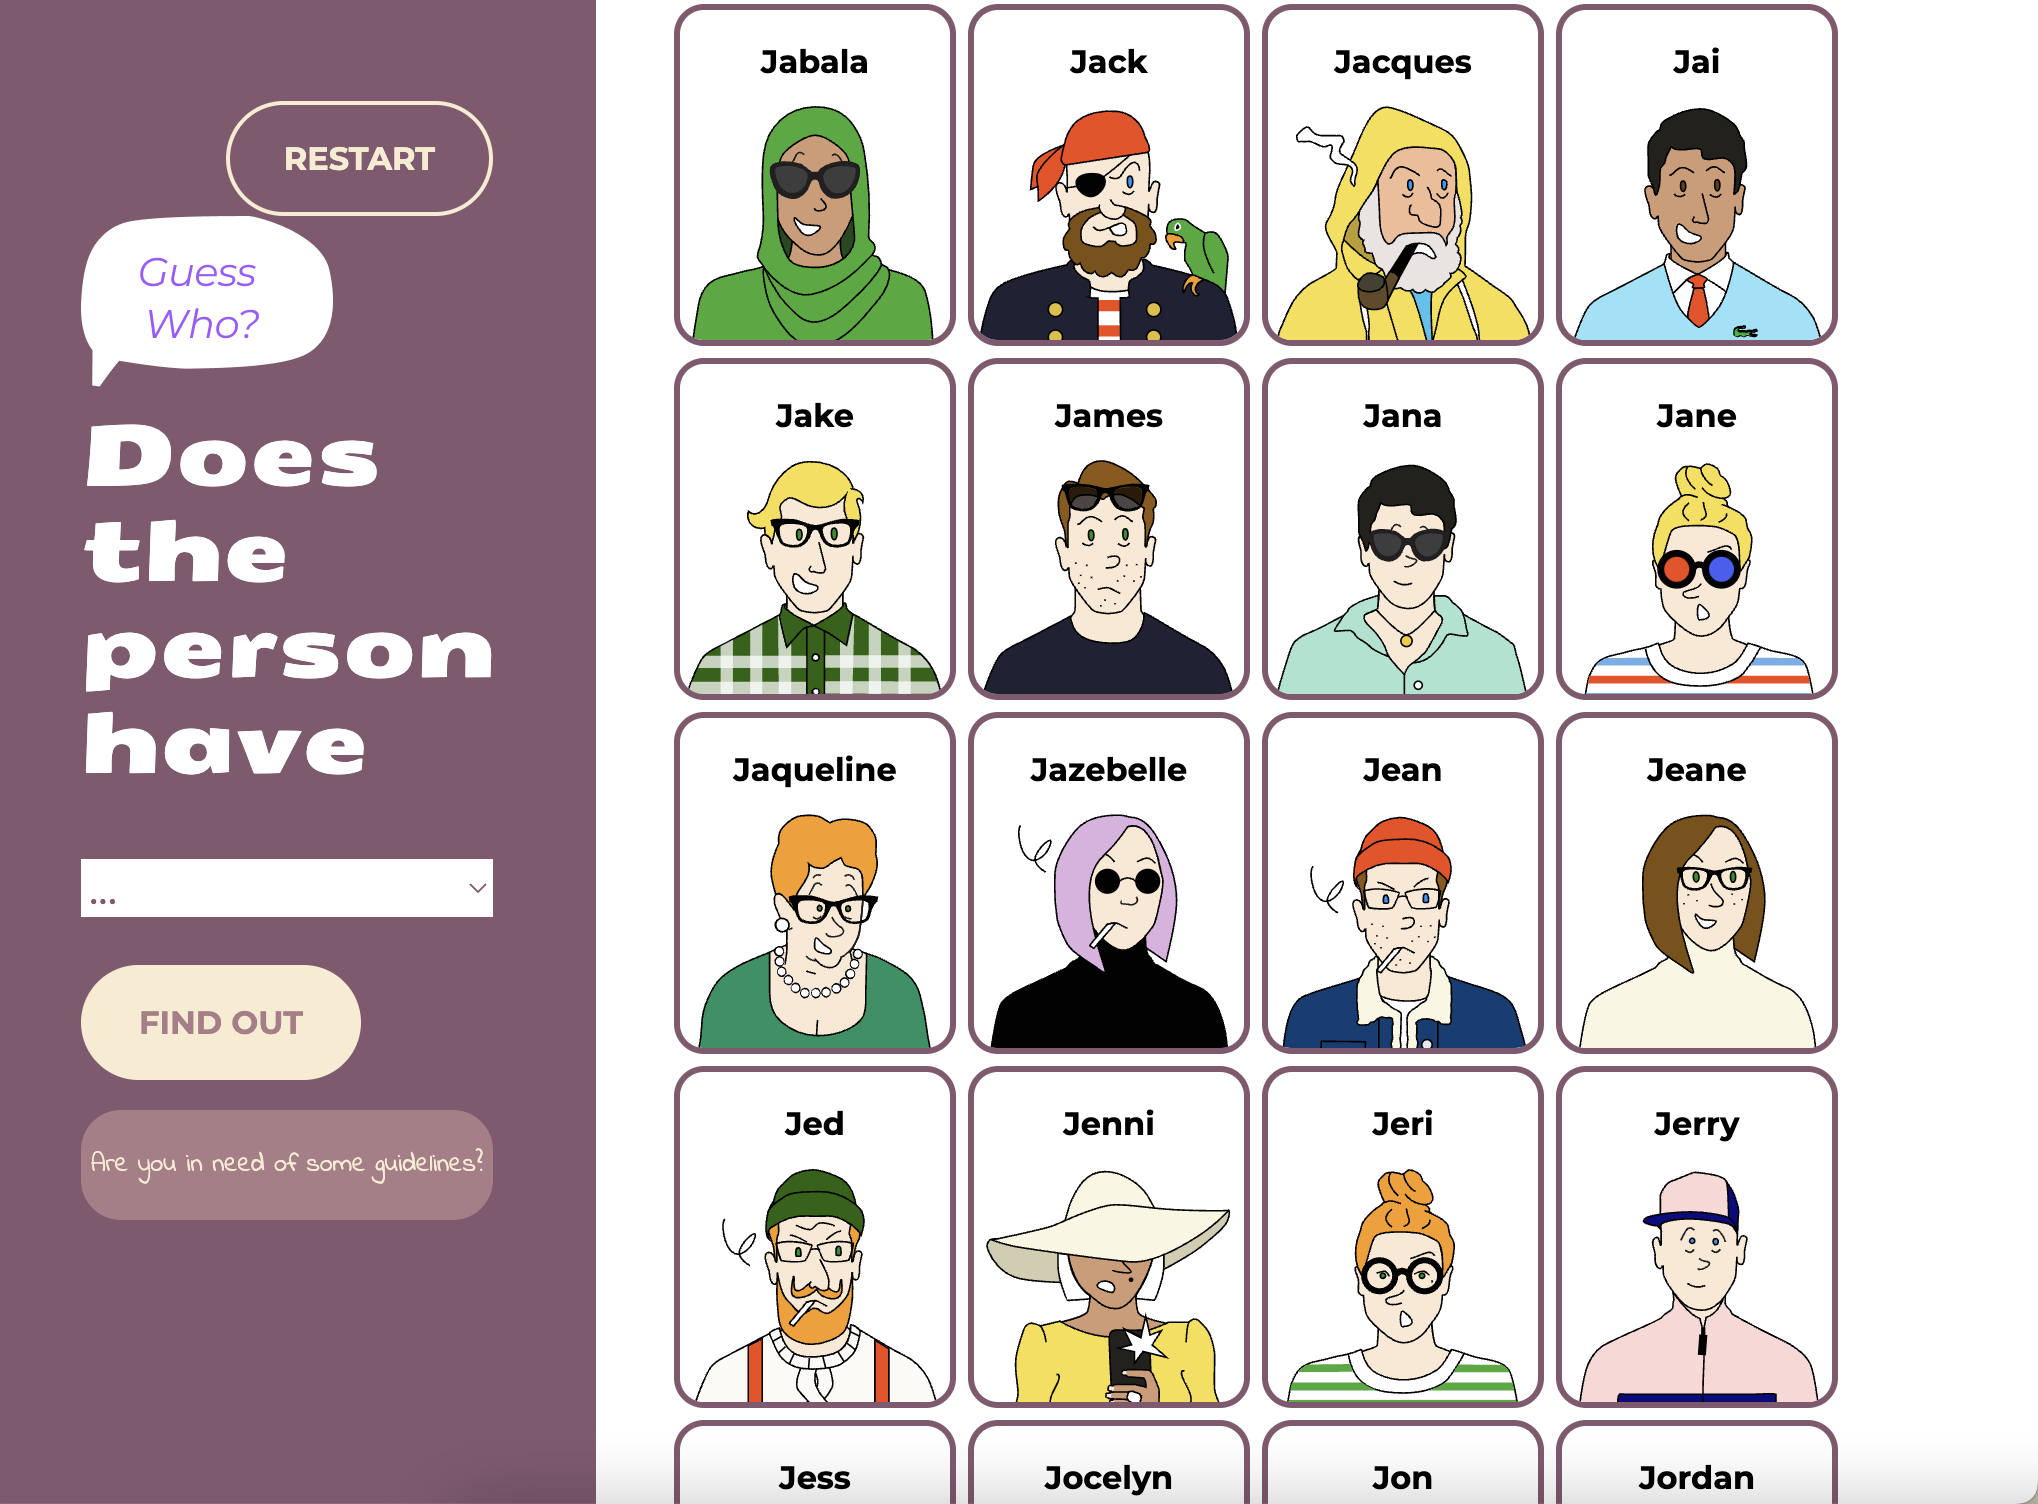 RESTART
Guess
Who?
Does
the
person
have
...
FIND OUT
Are you in need of some guidelines?
Jabala
Jack
Jacques
Jai
Jake
James
Jana
Jane
Jaqueline
Jazebelle
Jean
Jeane
Jed
Jenni
Jeri
Jerry
Jess
Jocelyn
Jon
Jordan